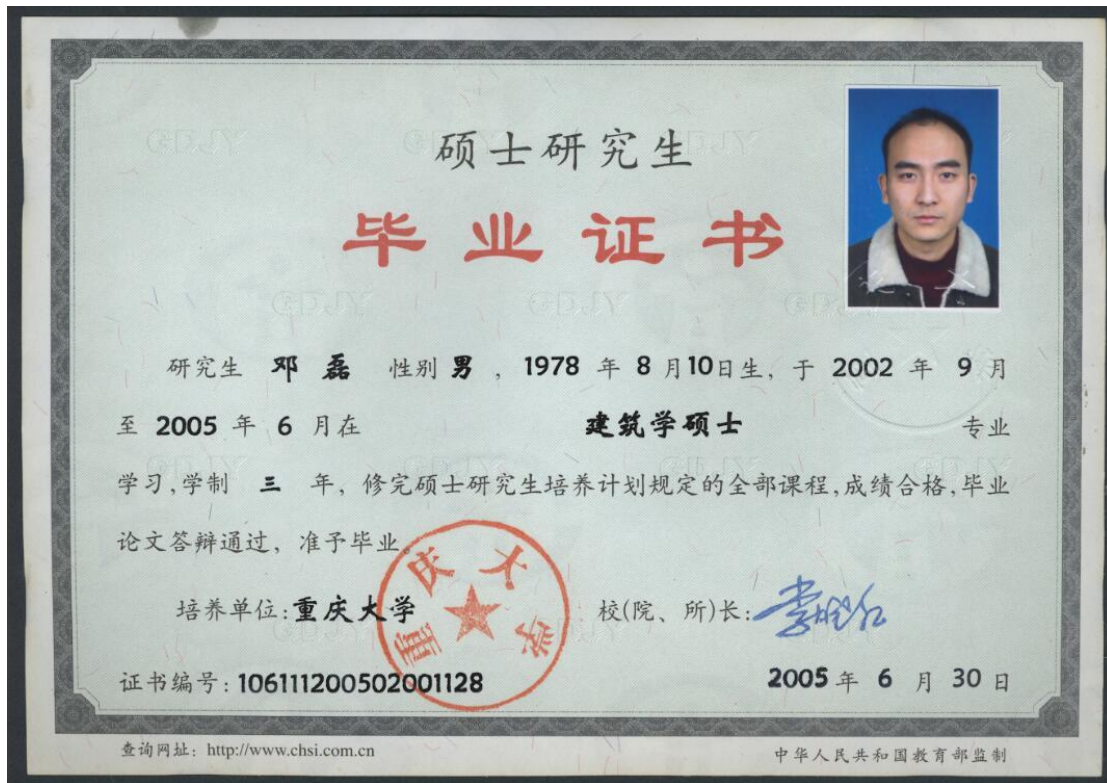 硕士研究生
毕业证书
研究生 邓磊 性别 男 , 1978 年 8 月10日生, 于 2002 年 9 月
至 2005 年 6 月在 建筑学硕士 专业
学习,学制 三 年, 修完硕士研究生培养计划规定的全部课程,成绩合格,毕业
论文答辩通过, 准予毕业。
重庆大学
培养单位:重庆大学 校(院、所)长:
证书编号:106111200502001128 2005 年 6 月 30 日
查询网址: http://www.chsi.com.cn 中华人民共和国教育部监制